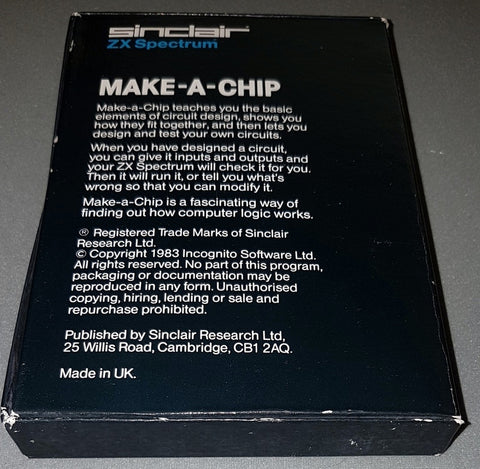 sinclair
ZX Spectrum
MAKE-A-CHIP
Make-a-Chip teaches you the basic
elements of circuit design, shows you
how they fit together, and then lets you
design and test your own circuits.
When you have designed a circuit,
you can give it inputs and outputs and
your ZX Spectrum will check it for you.
Then it will run it, or tell you what's
wrong so that you can modify it.
Make-a-Chip is a fascinating way of
finding out how computer logic works.
® Registered Trade Marks of Sinclair
Research Ltd.
© Copyright 1983 Incognito Software Ltd.
All rights reserved. No part of this program,
packaging or documentation may be
reproduced in any form. Unauthorised
copying, hiring, lending or sale and
repurchase prohibited.
Published by Sinclair Research Ltd,
25 Willis Road, Cambridge, CB1 2AQ.
Made in UK.